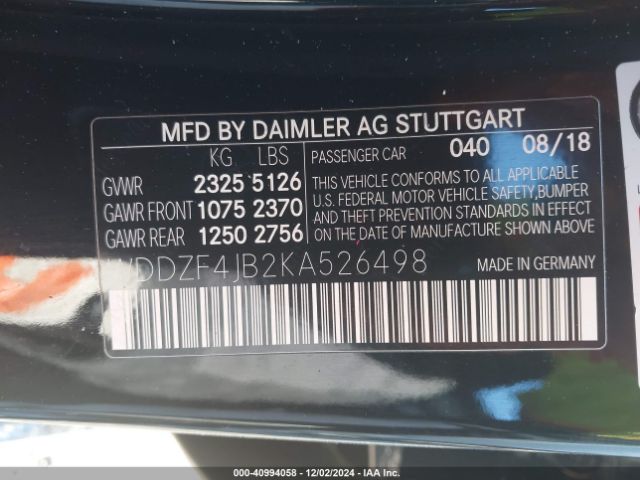 MFD BY DAIMLER AG STUTTGART
KG LBS
PASSENGER CAR 040 08/18
GVWR 2325 5126
GAWR FRONT 1075 2370
GAWR REAR 1250 2756
THIS VEHICLE CONFORMS TO ALL APPLICABLE
U.S. FEDERAL MOTOR VEHICLE SAFETY,BUMPER
AND THEFT PREVENTION STANDARDS IN EFFECT
ON THE DATE OF MANUFACTURE SHOWN ABOVE.
WDDZF4JB2KA526498
MADE IN GERMANY
000-40994058 - 12/02/2024 - IAA Inc.